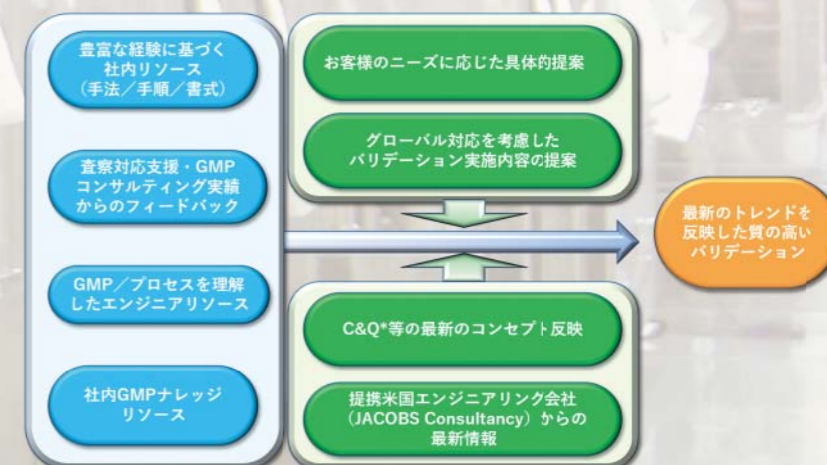 豊富な経験に基づく
社内リソース
（手法／手順／書式）
査察対応支援・GMP
コンサルティング実績
からのフィードバック
GMP／プロセスを理解
したエンジニアリソース
社内GMPナレッジ
リソース
お客様のニーズに応じた具体的提案
グローバル対応を考慮した
バリデーション実施内容の提案
C&Q*等の最新のコンセプト反映
提携米国エンジニアリング会社
（JACOBS Consultancy）からの
最新情報
最新のトレンドを
反映した質の高い
バリデーション